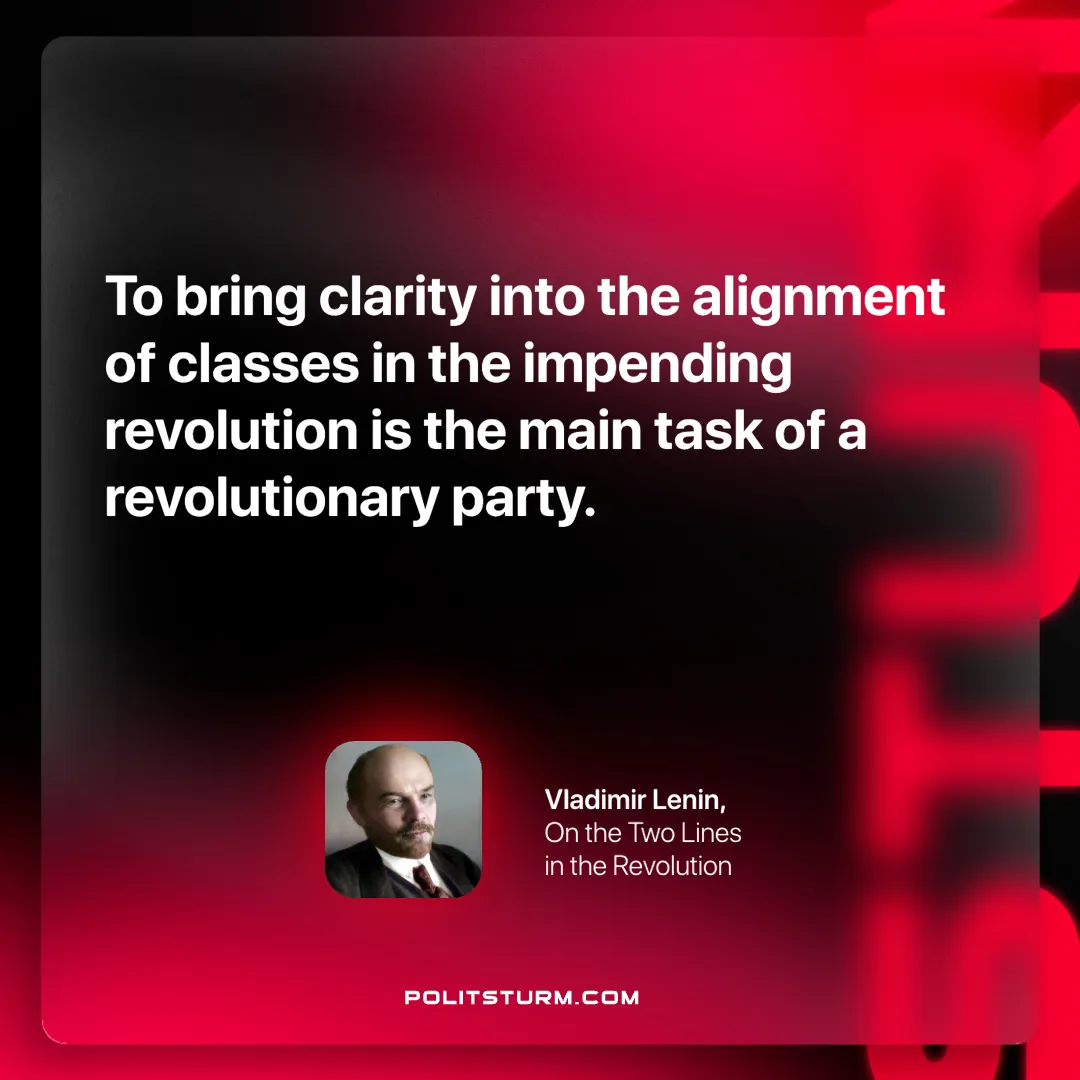 To bring clarity into the alignment
of classes in the impending
revolution is the main task of a
revolutionary party.
Vladimir Lenin,
On the Two Lines
in the Revolution
POLITSTURM.COM